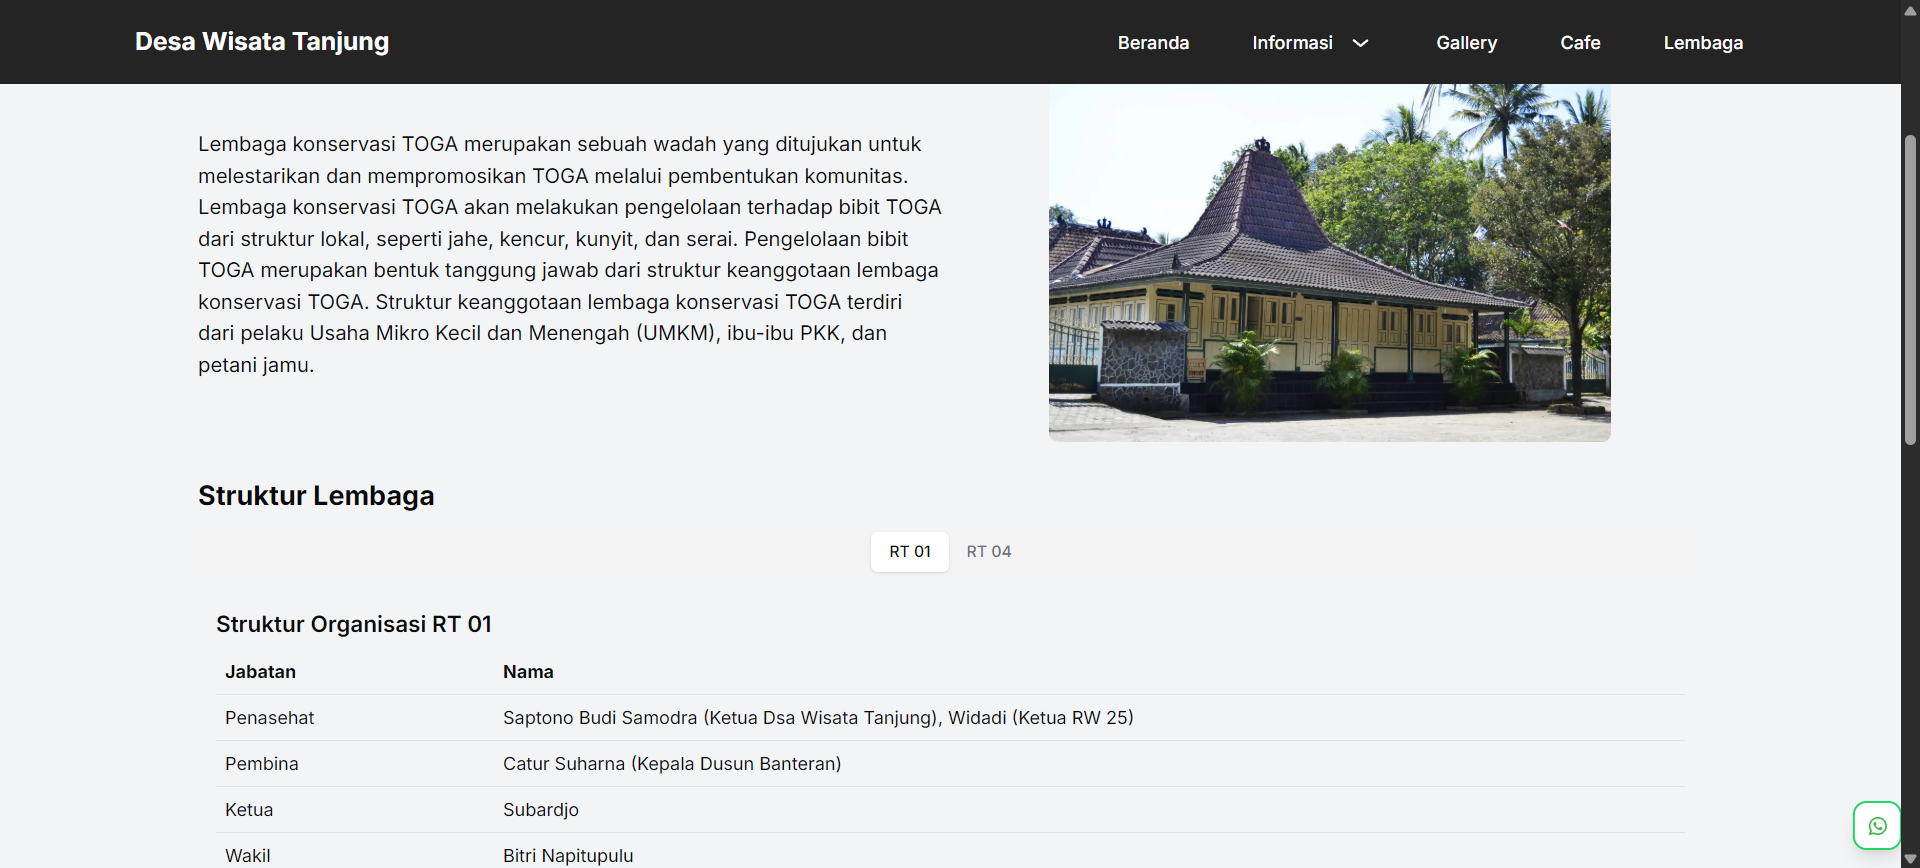 Desa Wisata Tanjung
Beranda
Informasi
Gallery
Cafe
Lembaga
Lembaga konservasi TOGA merupakan sebuah wadah yang ditujukan untuk
melestarikan dan mempromosikan TOGA melalui pembentukan komunitas.
Lembaga konservasi TOGA akan melakukan pengelolaan terhadap bibit TOGA
dari struktur lokal, seperti jahe, kencur, kunyit, dan serai. Pengelolaan bibit
TOGA merupakan bentuk tanggung jawab dari struktur keanggotaan lembaga
konservasi TOGA. Struktur keanggotaan lembaga konservasi TOGA terdiri
dari pelaku Usaha Mikro Kecil dan Menengah (UMKM), ibu-ibu PKK, dan
petani jamu.
Struktur Lembaga
RT 01
RT 04
Struktur Organisasi RT 01
Jabatan Nama
Penasehat Saptono Budi Samodra (Ketua Dsa Wisata Tanjung), Widadi (Ketua RW 25)
Pembina Catur Suharna (Kepala Dusun Banteran)
Ketua Subardjo
Wakil Bitri Napitupulu